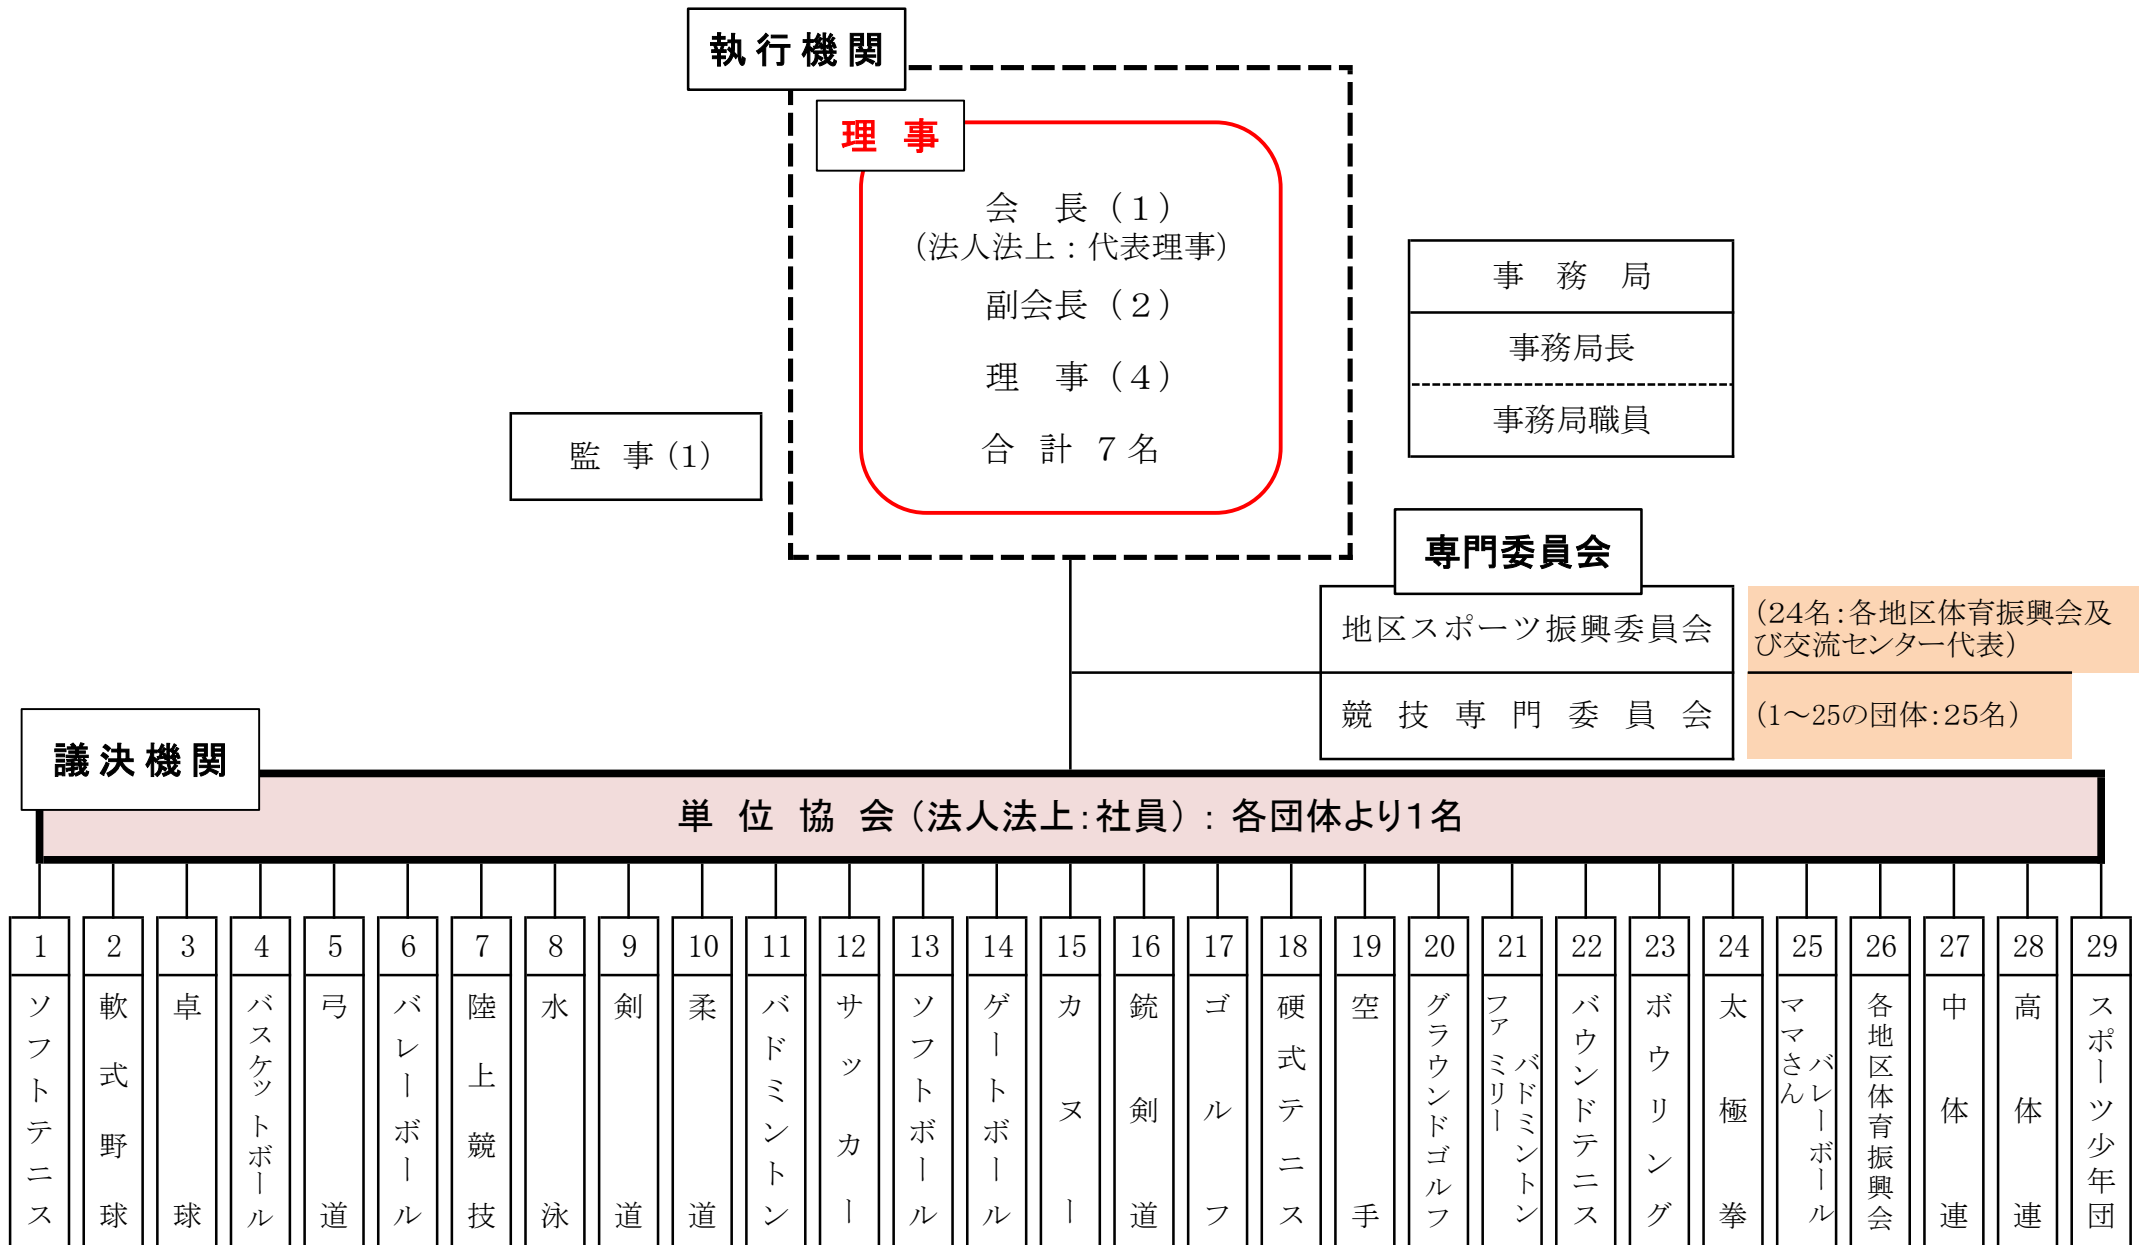 執行機関
理　事
会　長（１）
（法人法上：代表理事）
副会長（２）
理　事（４）
合 計 ７ 名
監 事 （１）
事　務　局
事務局長
事務局職員
専門委員会
地区スポーツ振興委員会
（24名：各地区体育振興会及
び交流センター代表）
競技専門委員会
（1～25の団体：25名）
議決機関
単 位 協 会（法人法上：社員）： 各団体より１名
1
ソフトテニス
2
軟式野球
3
卓球
4
バスケットボール
5
弓道
6
バレーボール
7
陸上競技
8
水泳
9
剣道
10
柔道
11
バドミントン
12
サッカー
13
ソフトボール
14
ゲートボール
15
カヌー
16
銃剣道
17
ゴルフ
18
硬式テニス
19
空手
20
グラウンドゴルフ
21
ファミリー
バドミントン
22
バウンドテニス
23
ボウリング
24
太極拳
25
ママさん
バレーボール
26
各地区体育振興会
27
中体連
28
高体連
29
スポーツ少年団